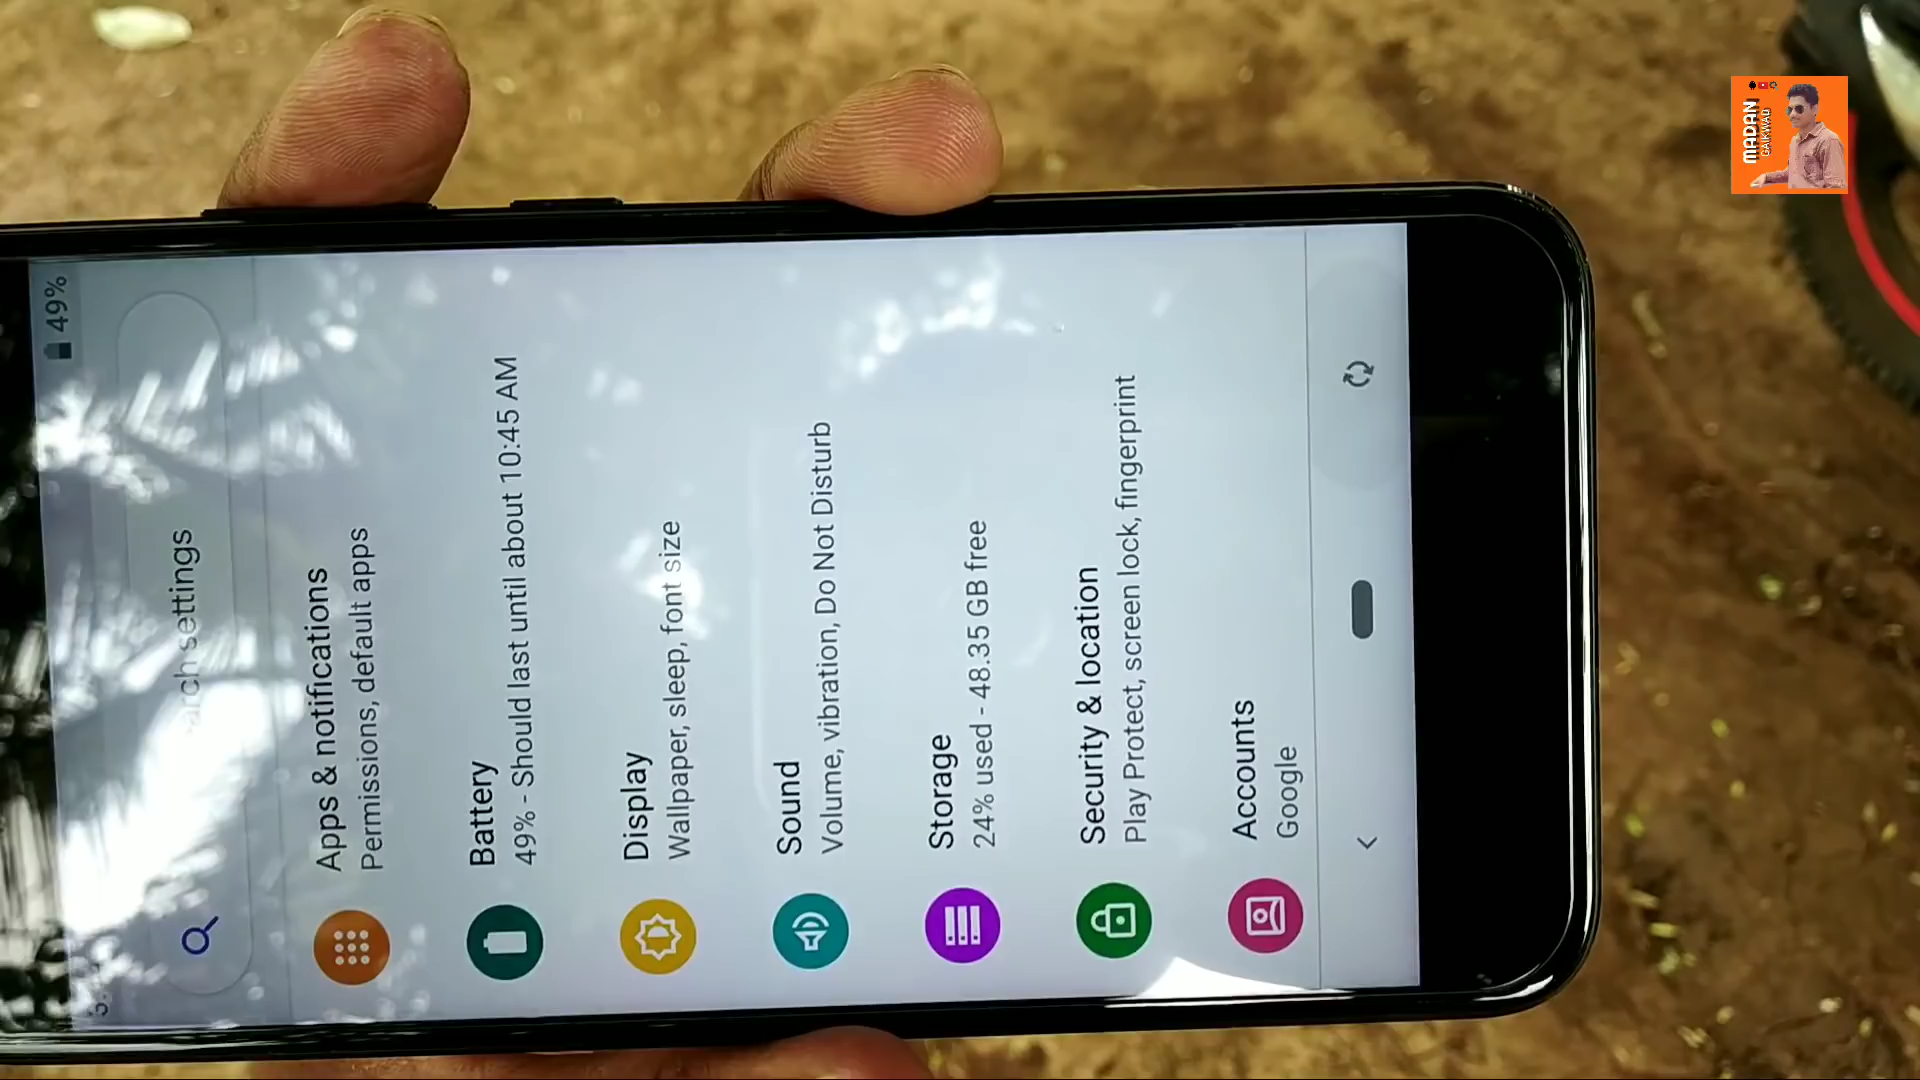 49%
settings
Apps & notifications
Permissions, default apps
Battery
49% - Should last until about 10:45 AM
Display
Wallpaper, sleep, font size
Sound
Volume, vibration, Do Not Disturb
Storage
24% used - 48.35 GB free
Security & location
Play Protect, screen lock, fingerprint
Accounts
Google
MADAN
GAIKWAD